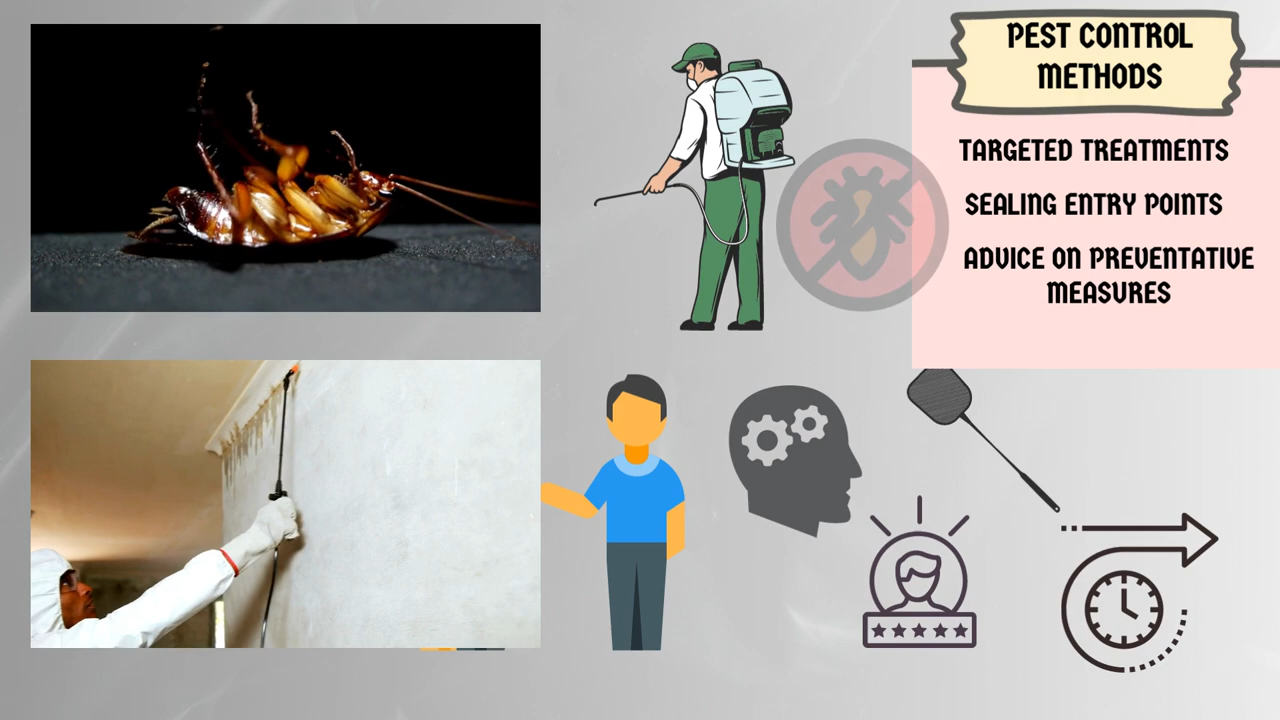 PEST CONTROL
METHODS
TARGETED TREATMENTS
SEALING ENTRY POINTS
ADVICE ON PREVENTATIVE
MEASURES